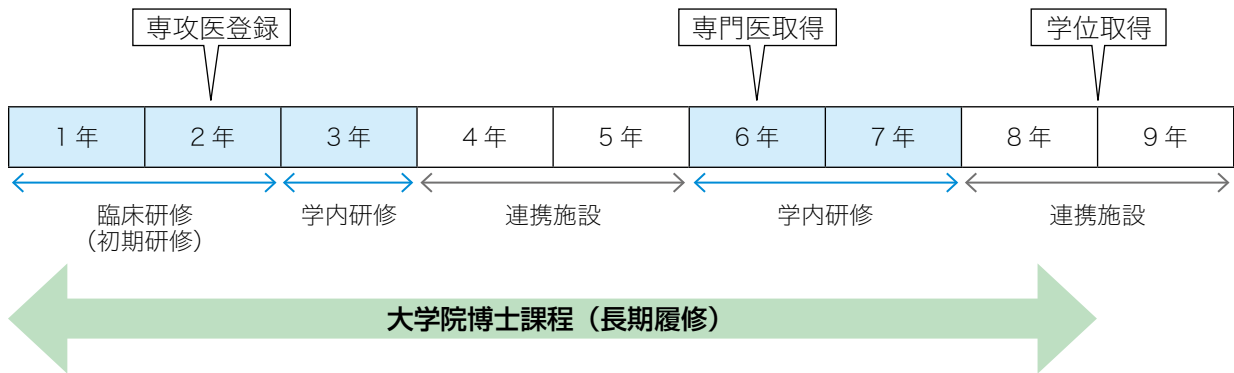 専攻医登録
専門医取得
学位取得
1 年
2 年
3 年
4 年
5 年
6 年
7 年
8 年
9 年
臨床研修
（初期研修）
学内研修
連携施設
学内研修
連携施設
大学院博士課程（長期履修）